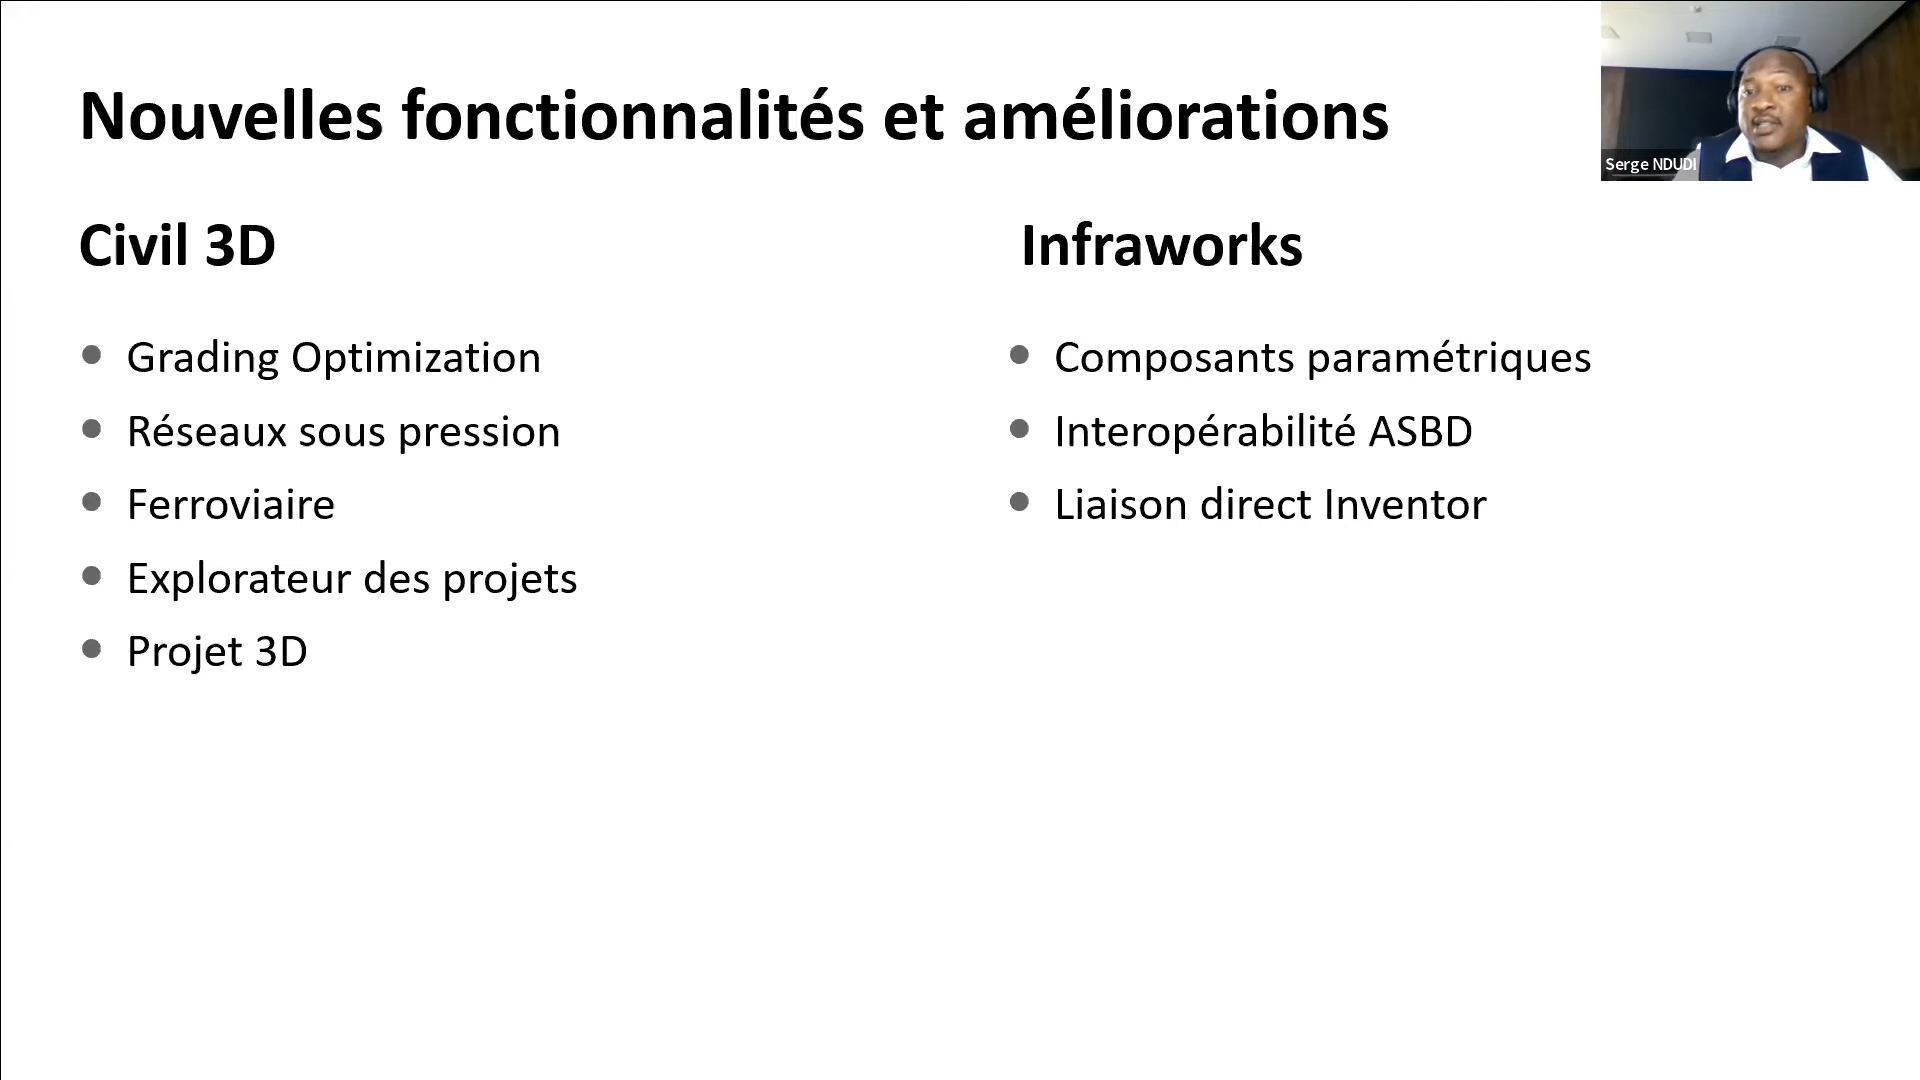 Nouvelles fonctionnalités et améliorations
Serge NDUDI
Civil 3D
Grading Optimization
Réseaux sous pression
Ferroviaire
Explorateur des projets
Projet 3D
Infraworks
Composants paramétriques
Interopérabilité ASBD
Liaison direct Inventor